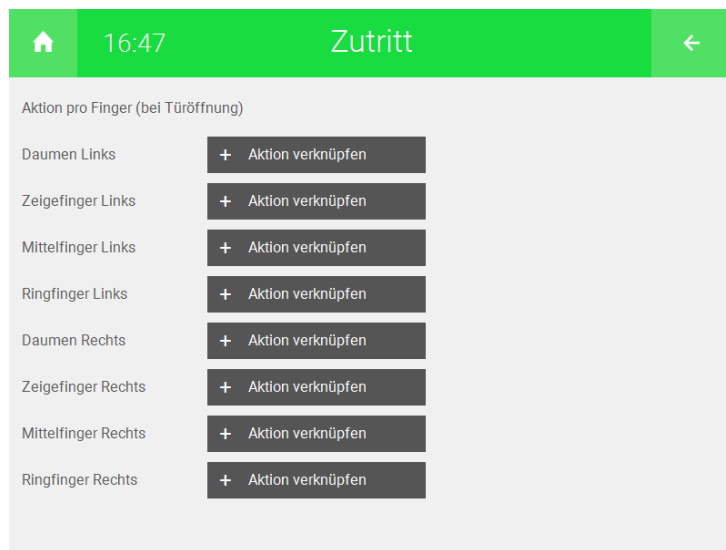 16:47 Zutritt
Aktion pro Finger (bei Türöffnung)
Daumen Links + Aktion verknüpfen
Zeigefinger Links + Aktion verknüpfen
Mittelfinger Links + Aktion verknüpfen
Ringfinger Links + Aktion verknüpfen
Daumen Rechts + Aktion verknüpfen
Zeigefinger Rechts + Aktion verknüpfen
Mittelfinger Rechts + Aktion verknüpfen
Ringfinger Rechts + Aktion verknüpfen